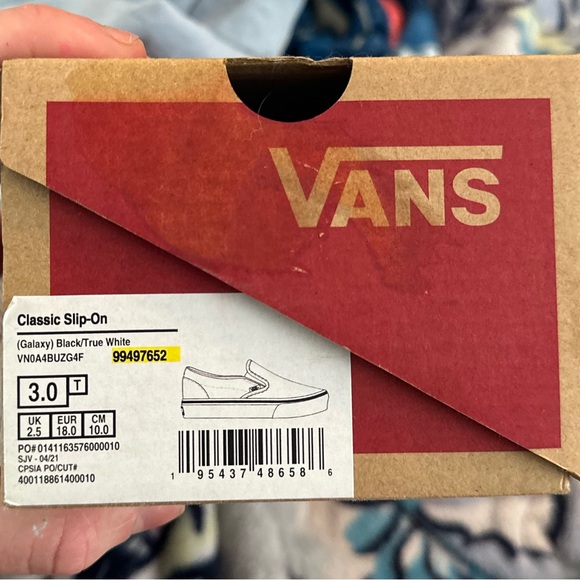 VANS
Classic Slip-On
(Galaxy) Black/True White
VN0A4BUZG4F 99497652
3.0 T
UK EUR CM
2.5 18.0 10.0
PO# 0141163576000010
SJV - 04/21
CPSIA PO/CUT#
400118861400010
1 95437 48658 6